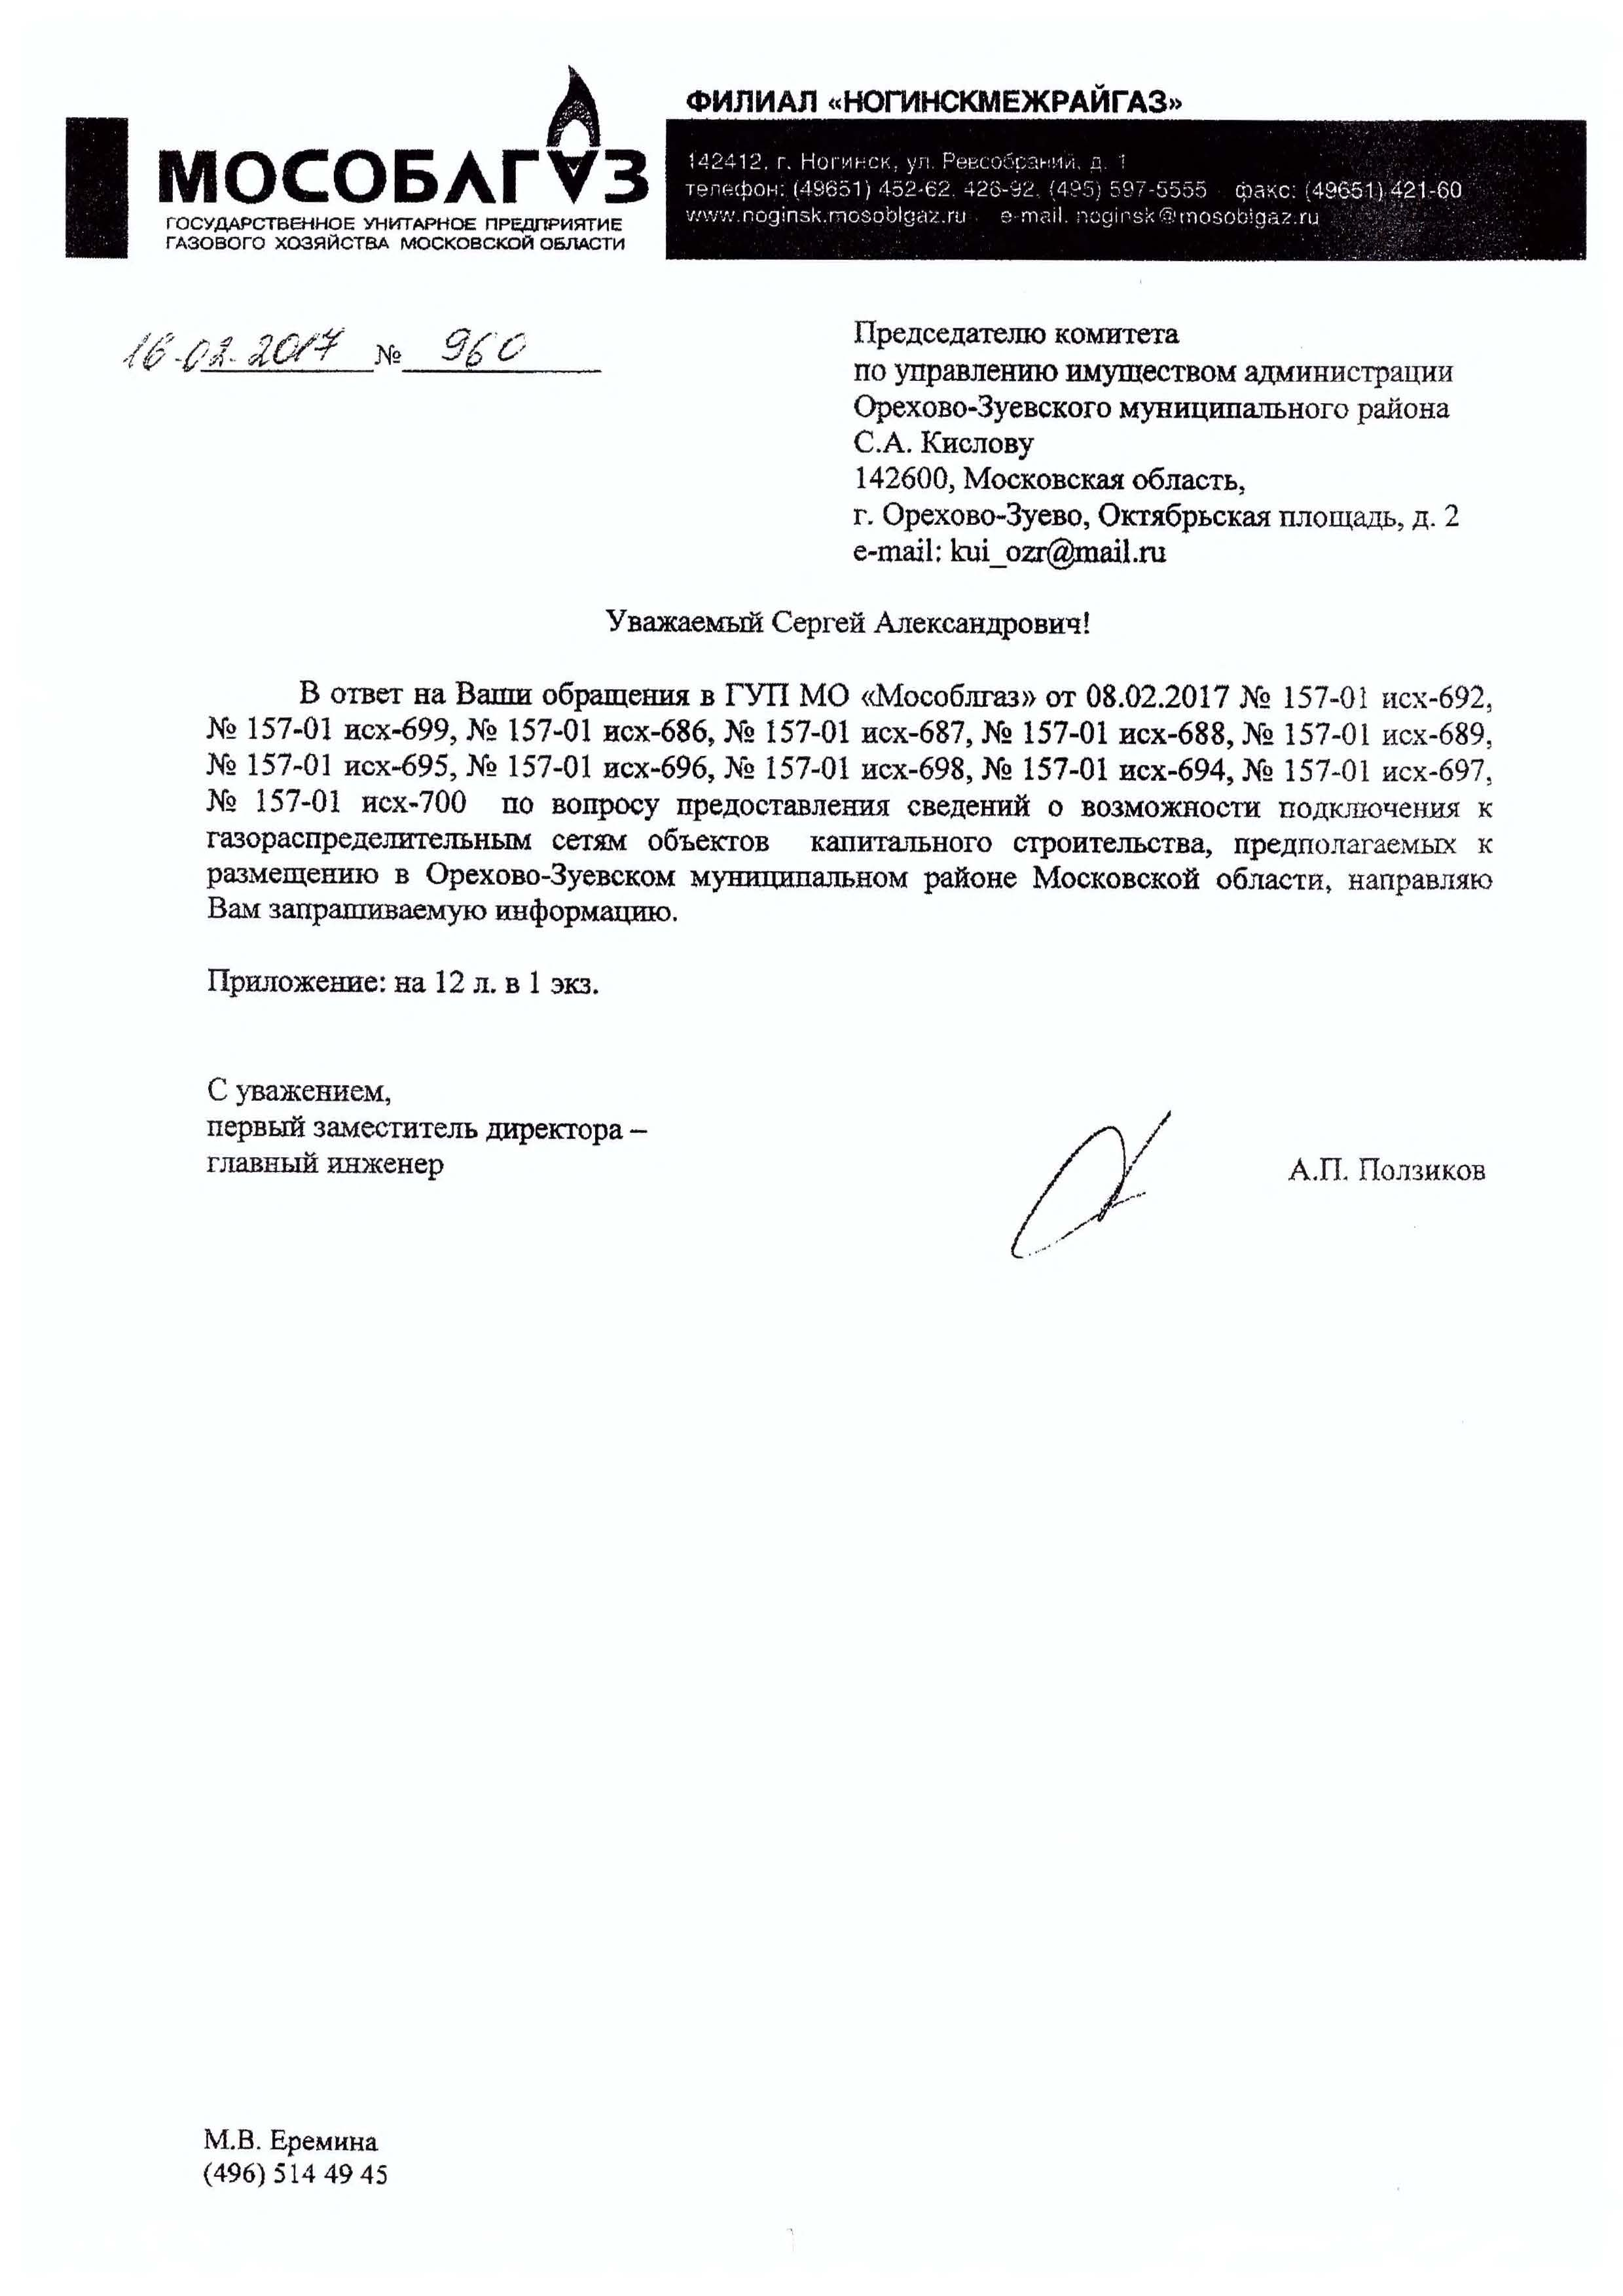 МОСОБЛГАЗ
ГОСУДАРСТВЕННОЕ УНИТАРНОЕ ПРЕДПРИЯТИЕ
ГАЗОВОГО ХОЗЯЙСТВА МОСКОВСКОЙ ОБЛАСТИ
ФИЛИАЛ «НОГИНСКМЕЖРАЙГАЗ»
142412, г. Ногинск, ул. Ревсобраний, д. 1
телефон: (49651) 452-62, 426-92, (495) 597-5555 факс: (49651) 421-60
www.noginsk.mosoblgaz.ru e-mail. noginsk@mosoblgaz.ru
16-02-2017 № 960
Председателю комитета
по управлению имуществом администрации
Орехово-Зуевского муниципального района
С.А. Кислову
142600, Московская область,
г. Орехово-Зуево, Октябрьская площадь, д. 2
e-mail: kui_ozr@mail.ru
Уважаемый Сергей Александрович!
В ответ на Ваши обращения в ГУП МО «Мособлгаз» от 08.02.2017 № 157-01 исх-692,
№ 157-01 исх-699, № 157-01 исх-686, № 157-01 исх-687, № 157-01 исх-688, № 157-01 исх-689,
№ 157-01 исх-695, № 157-01 исх-696, № 157-01 исх-698, № 157-01 исх-694, № 157-01 исх-697,
№ 157-01 исх-700 по вопросу предоставления сведений о возможности подключения к
газораспределительным сетям объектов капитального строительства, предполагаемых к
размещению в Орехово-Зуевском муниципальном районе Московской области, направляю
Вам запрашиваемую информацию.
Приложение: на 12 л. в 1 экз.
С уважением,
первый заместитель директора –
главный инженер
А.П. Ползиков
М.В. Еремина
(496) 514 49 45